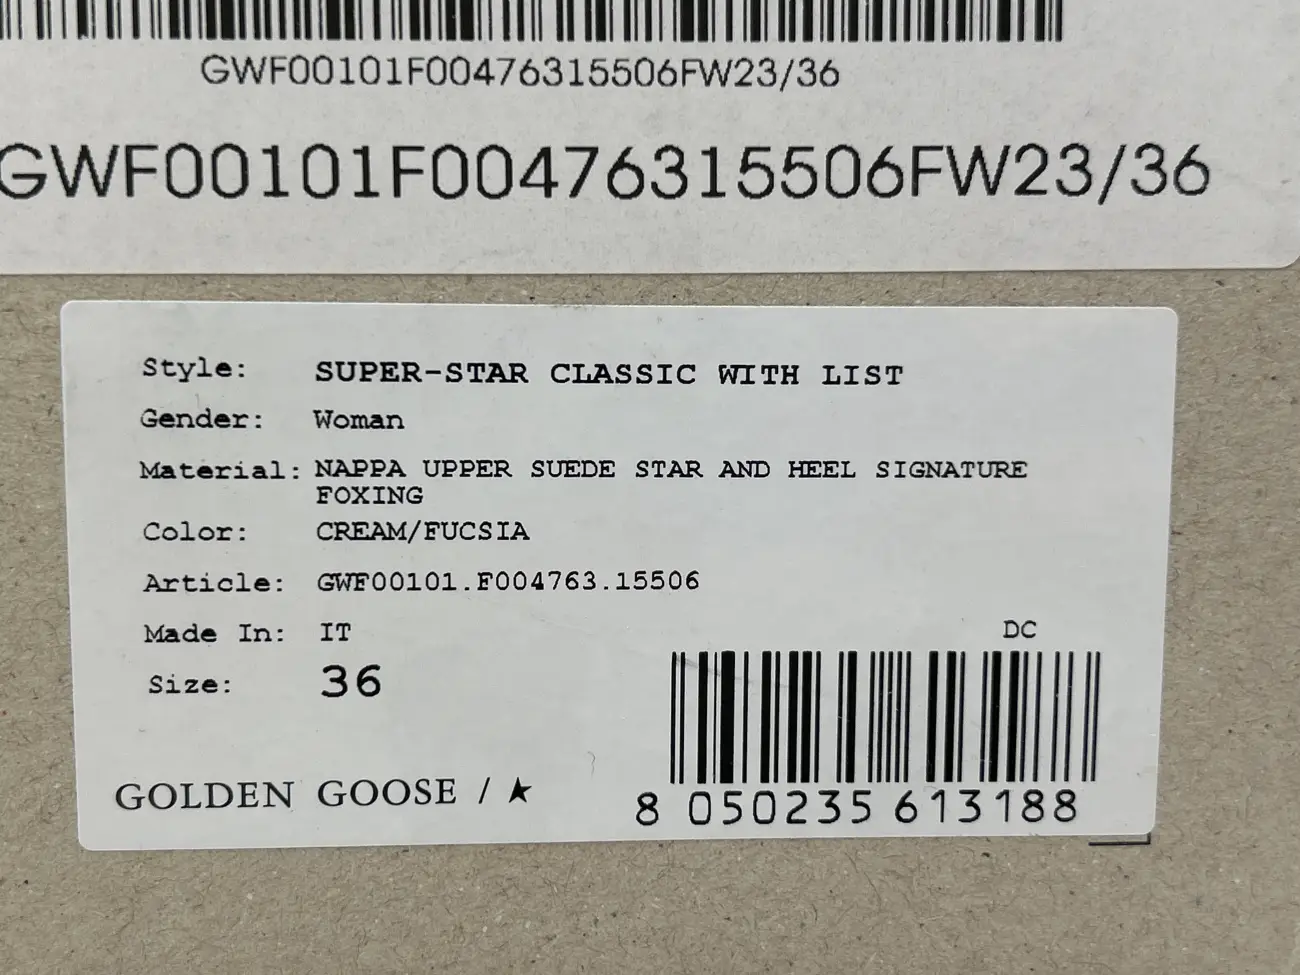 GWF00101F00476315506FW23/36
GWF00101F00476315506FW23/36
Style: SUPER-STAR CLASSIC WITH LIST
Gender: Woman
Material: NAPPA UPPER SUEDE STAR AND HEEL SIGNATURE
FOXING
Color: CREAM/FUCSIA
Article: GWF00101.F004763.15506
Made In: IT
DC
Size: 36
GOLDEN GOOSE / ★
8 050235 613188